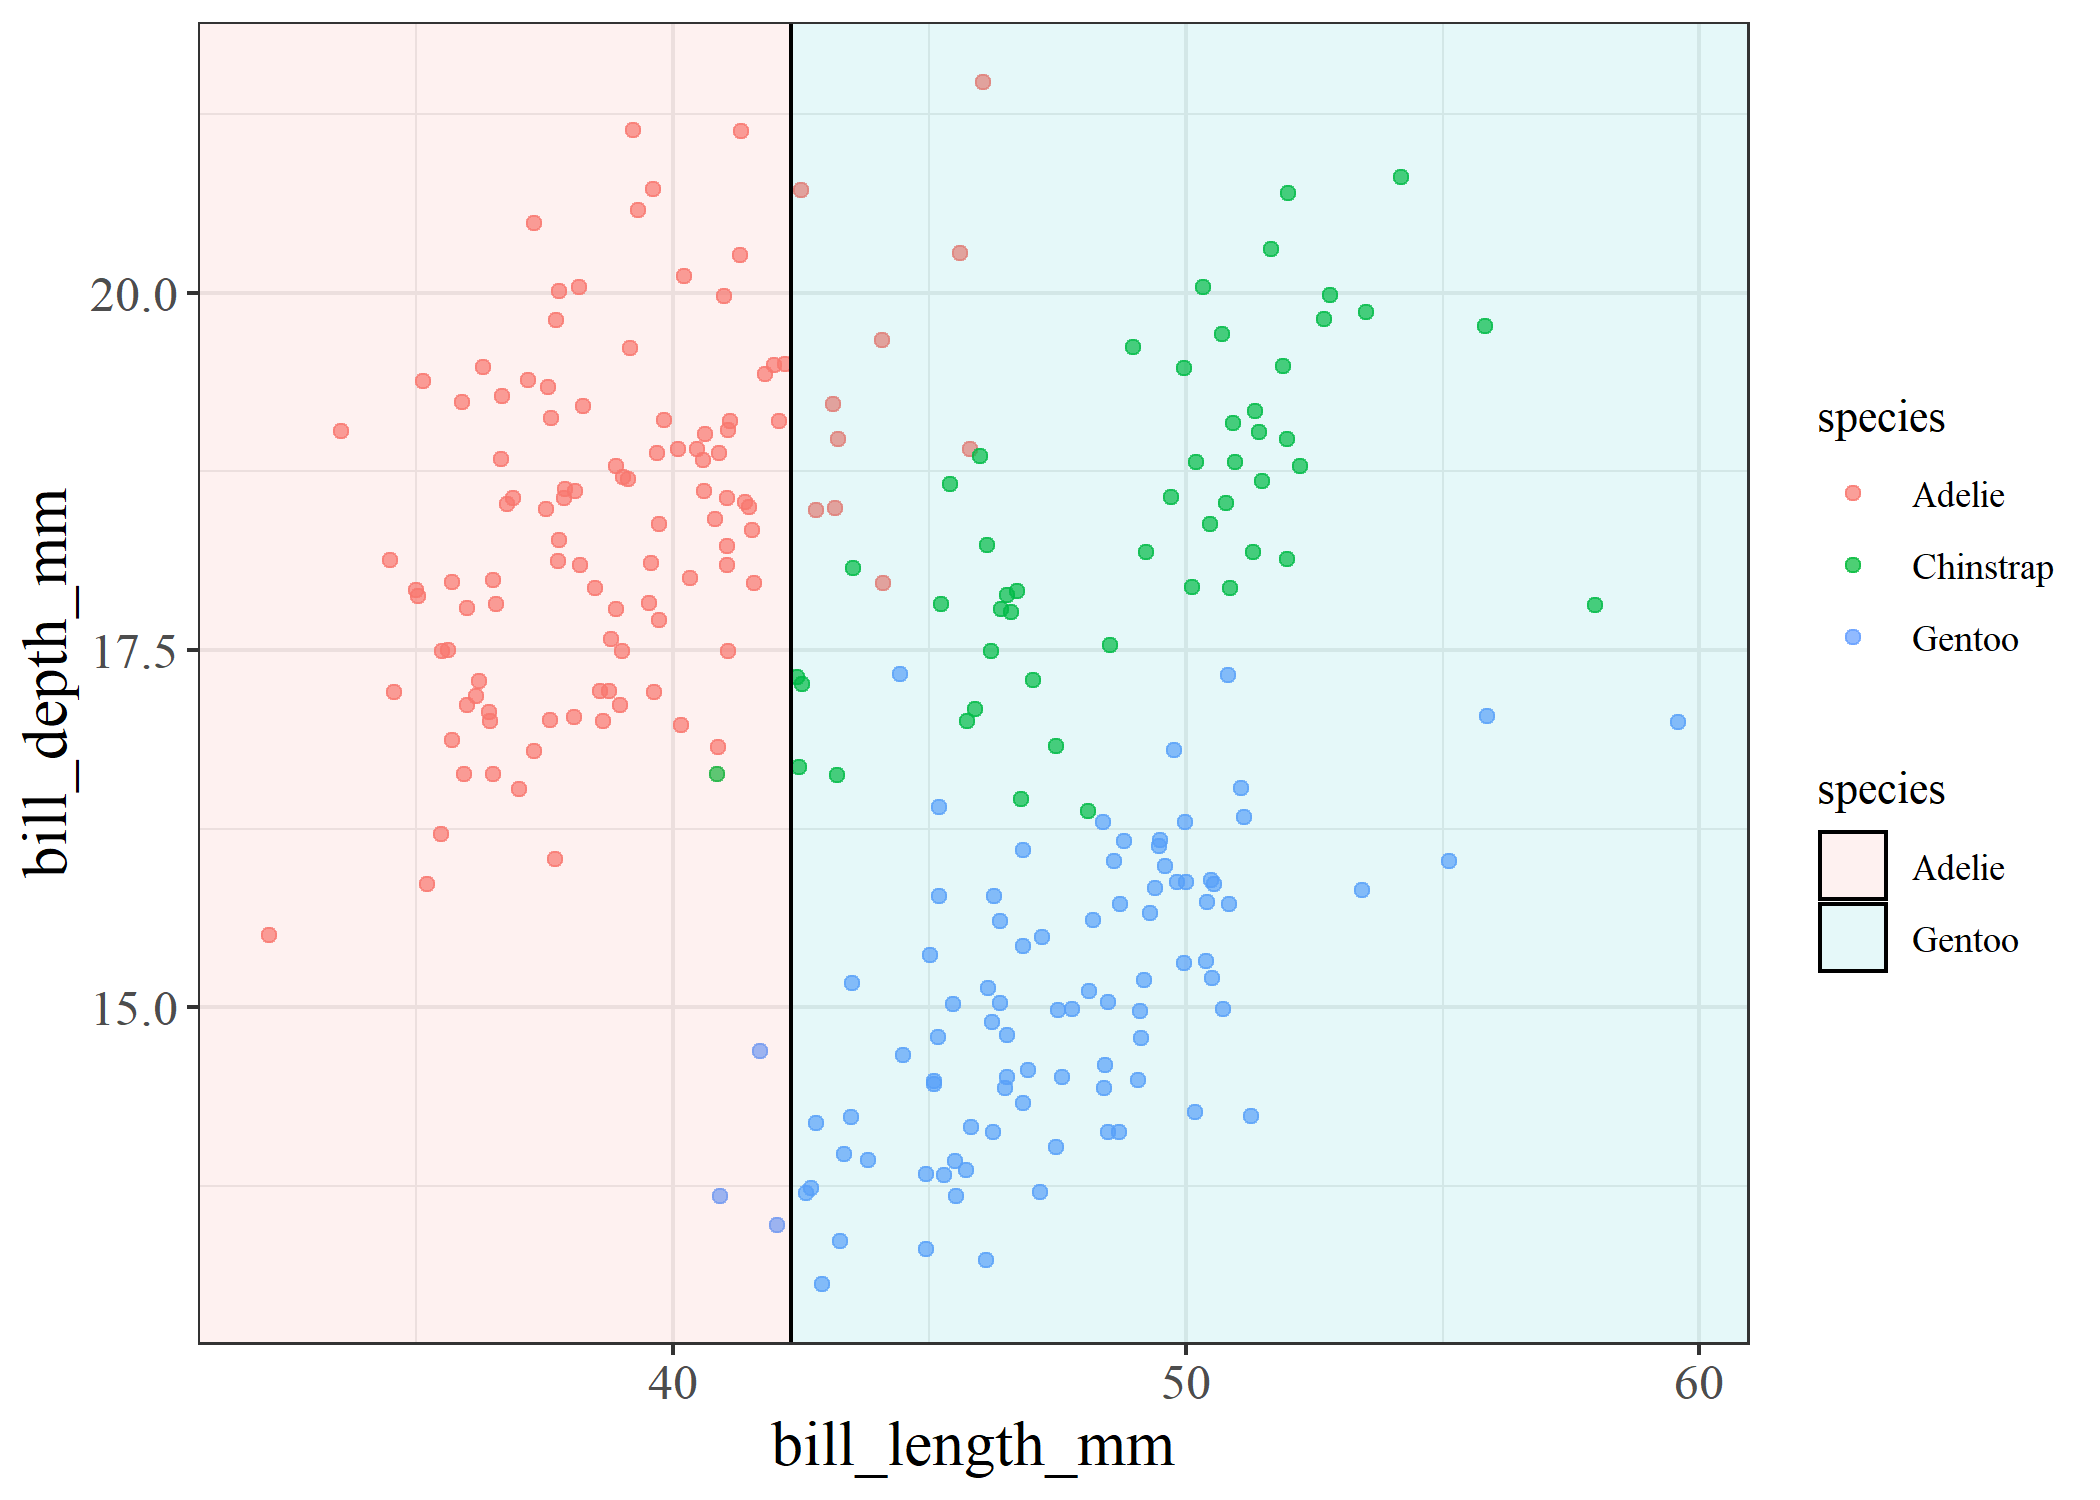 20.0
17.5
15.0
bill_depth_mm
40
50
60
bill_length_mm
species
Adelie
Chinstrap
Gentoo
species
Adelie
Gentoo